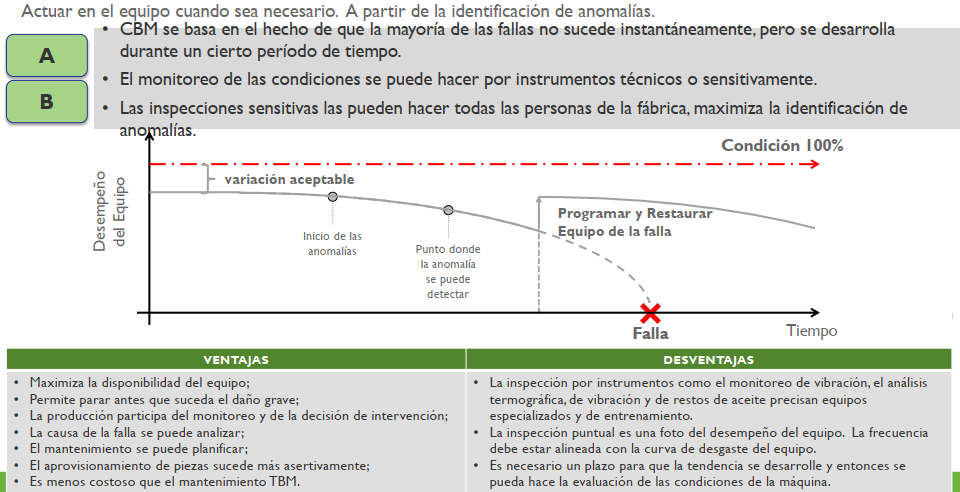 Actuar en el equipo cuando sea necesario. A partir de la identificación de anomalías.
A
B
• CBM se basa en el hecho de que la mayoría de las fallas no sucede instantáneamente, pero se desarrolla
durante un cierto período de tiempo.
• El monitoreo de las condiciones se puede hacer por instrumentos técnicos o sensitivamente.
• Las inspecciones sensitivas las pueden hacer todas las personas de la fábrica, maximiza la identificación de
anomalías.
Condición 100%
variación aceptable
Desempeño
del Equipo
Inicio de las
anomalías
Punto donde
la anomalía
se puede
detectar
Programar y Restaurar
Equipo de la falla
Falla
Tiempo
VENTAJAS
• Maximiza la disponibilidad del equipo;
• Permite parar antes que suceda el daño grave;
• La producción participa del monitoreo y de la decisión de intervención;
• La causa de la falla se puede analizar;
• El mantenimiento se puede planificar;
• El aprovisionamiento de piezas sucede más asertivamente;
• Es menos costoso que el mantenimiento TBM.
DESVENTAJAS
• La inspección por instrumentos como el monitoreo de vibración, el análisis
termográfica, de vibración y de restos de aceite precisan equipos
especializados y de entrenamiento.
• La inspección puntual es una foto del desempeño del equipo. La frecuencia
debe estar alineada con la curva de desgaste del equipo.
• Es necesario un plazo para que la tendencia se desarrolle y entonces se
pueda hace la evaluación de las condiciones de la máquina.